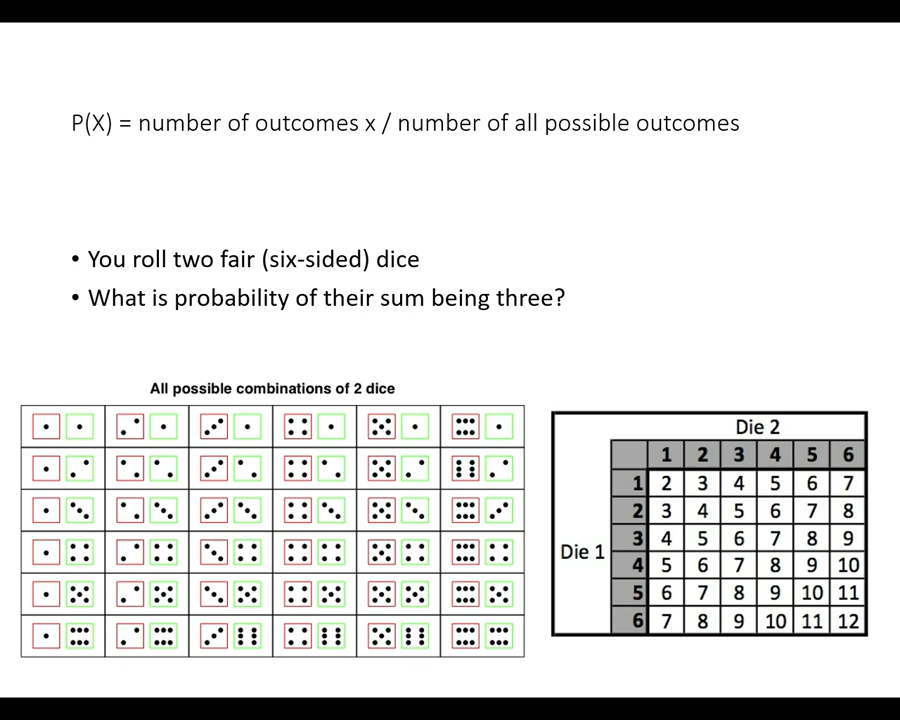 P(X) = number of outcomes x / number of all possible outcomes
• You roll two fair (six-sided) dice
• What is probability of their sum being three?
All possible combinations of 2 dice
Die 2
1 2 3 4 5 6
1 2 3 4 5 6 7
2 3 4 5 6 7 8
3 4 5 6 7 8 9
Die 1
4 5 6 7 8 9 10
5 6 7 8 9 10 11
6 7 8 9 10 11 12